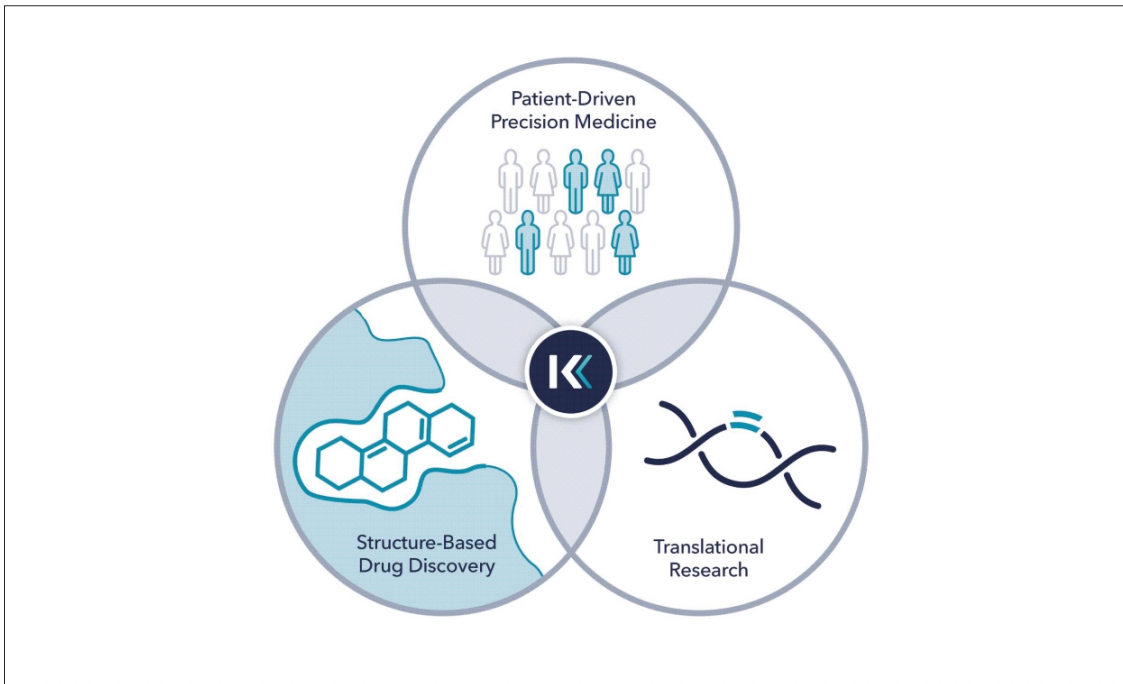 Patient-Driven
Precision Medicine
K
Structure-Based
Drug Discovery
Translational
Research